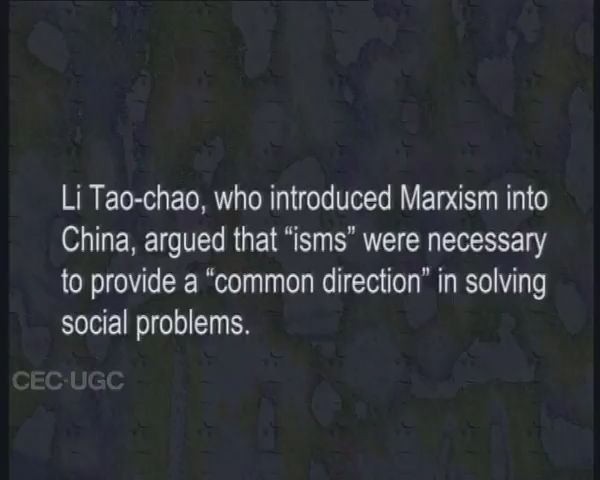 Li Tao-chao, who introduced Marxism into
China, argued that “isms” were necessary
to provide a “common direction” in solving
social problems.
CEC-UGC